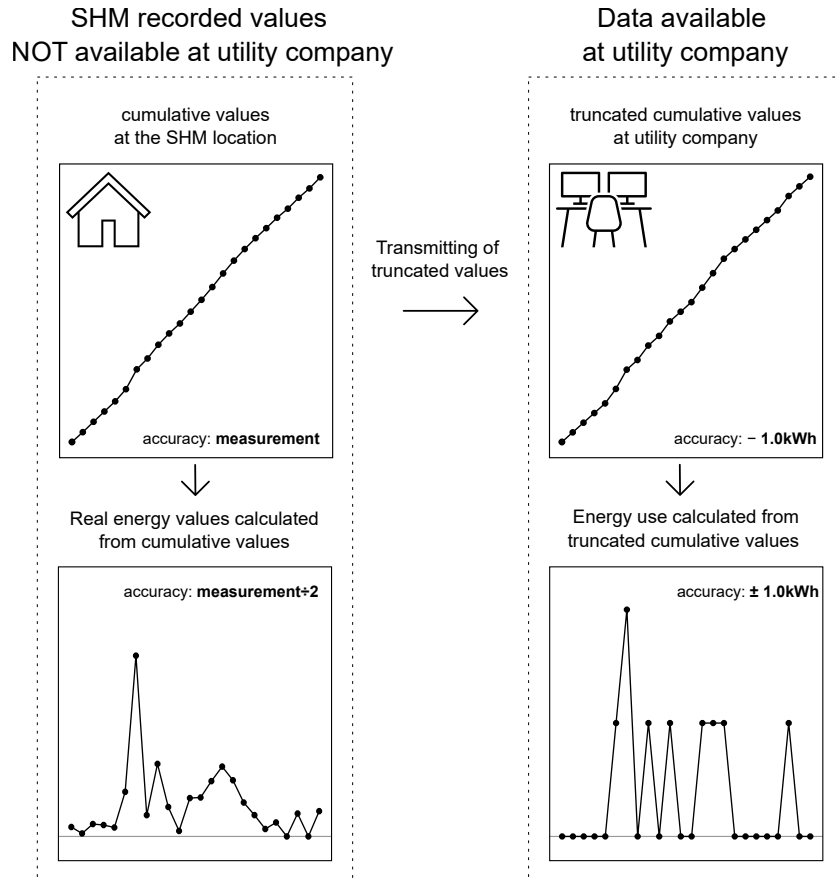 SHM recorded values
NOT available at utility company
cumulative values
at the SHM location
accuracy: measurement
Real energy values calculated
from cumulative values
accuracy: measurement÷2
Transmitting of
truncated values
Data available
at utility company
truncated cumulative values
at utility company
accuracy: − 1.0kWh
Energy use calculated from
truncated cumulative values
accuracy: ± 1.0kWh